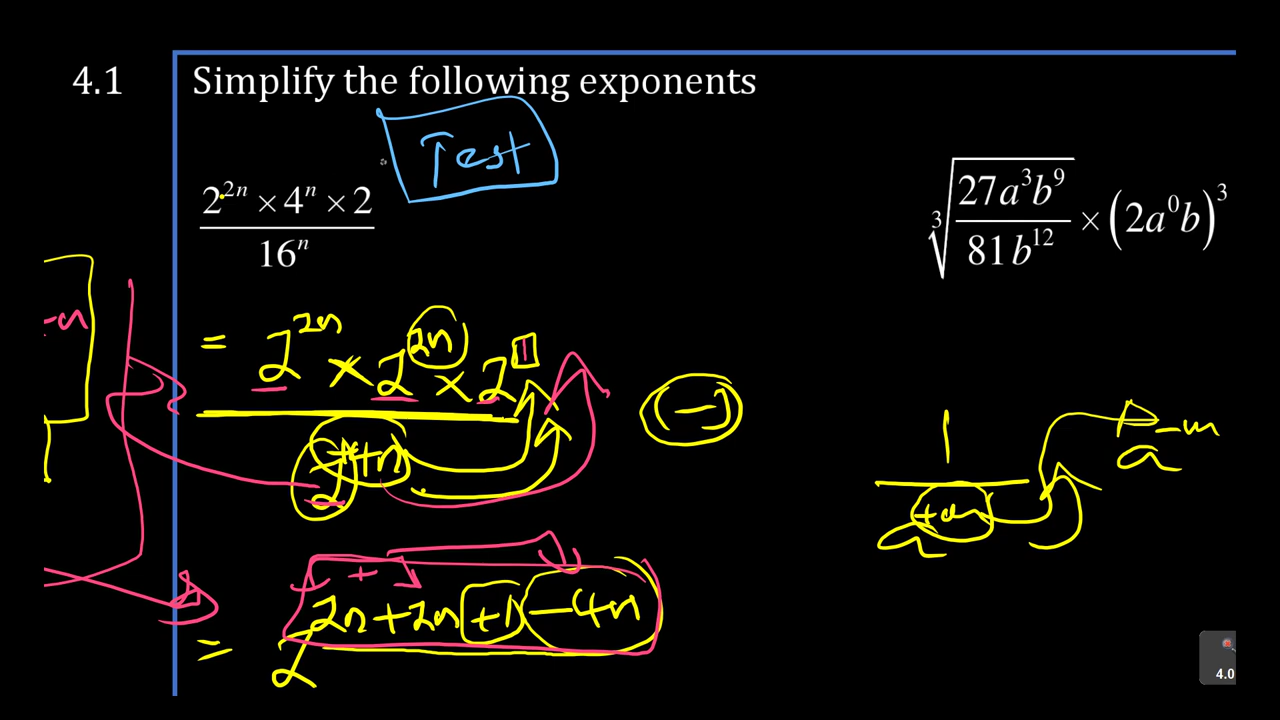 4.1 Simplify the following exponents
Test
2^{2n} × 4^n × 2
16^n
∛(27a³b⁹ / 81b¹²) × (2a⁰b)³
= 2^{2n} × 2^{2n} × 2^1
2^{4n}
(-)
-n
1
a^{+m}
a^{-m}
+
= 2^{2n+2n+1-4n}
4.0